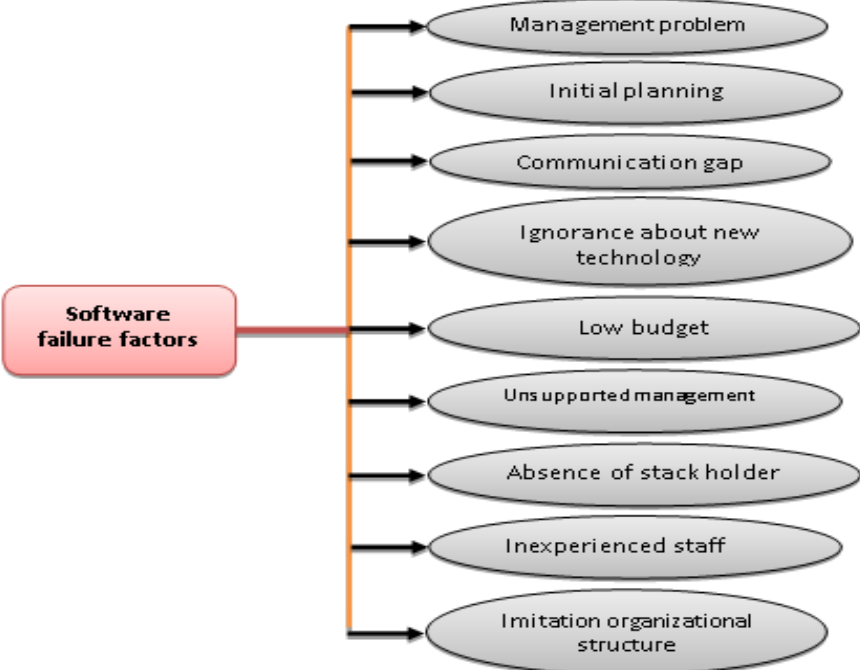 Management problem
Initial planning
Communication gap
Ignorance about new
technology
Software
failure factors
Low budget
Unsupported management
Absence of stack holder
Inexperienced staff
Imitation organizational
structure